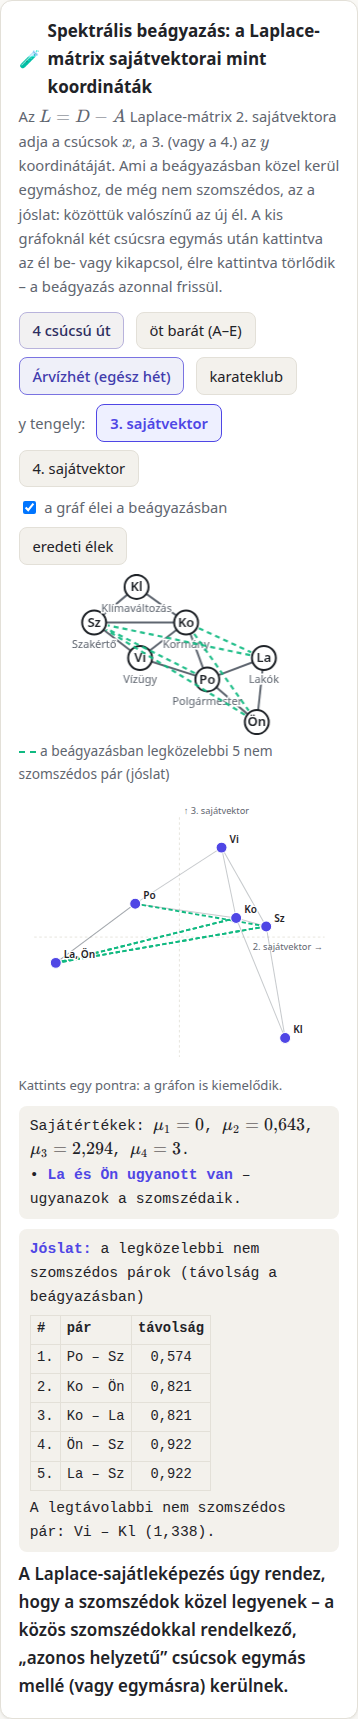 🧪 Spektrális beágyazás: a Laplace-
mátrix sajátvektorai mint
koordináták
Az L = D − A Laplace-mátrix 2. sajátvektora
adja a csúcsok x, a 3. (vagy a 4.) az y
koordinátáját. Ami a beágyazásban közel kerül
egymáshoz, de még nem szomszédos, az a
jóslat: közöttük valószínű az új él. A kis
gráfoknál két csúcsra egymás után kattintva
az él be- vagy kikapcsol, élre kattintva törlődik
– a beágyazás azonnal frissül.
4 csúcsú út
öt barát (A–E)
Árvízhét (egész hét)
karateklub
y tengely:
3. sajátvektor
4. sajátvektor
a gráf élei a beágyazásban
eredeti élek
Kl
Klímaváltozás
Sz
Ko
Szakértő
Kormány
Vi
La
Vízügy
Lakók
Po
Polgármester
Ön
a beágyazásban legközelebbi 5 nem
szomszédos pár (jóslat)
↑ 3. sajátvektor
Vi
Po
Ko
Sz
2. sajátvektor →
La, Ön
Kl
Kattints egy pontra: a gráfon is kiemelődik.
Sajátértékek: μ₁ = 0, μ₂ = 0,643,
μ₃ = 2,294, μ₄ = 3.
• La és Ön ugyanott van –
ugyanazok a szomszédaik.
Jóslat: a legközelebbi nem
szomszédos párok (távolság a
beágyazásban)
# pár távolság
1. Po – Sz 0,574
2. Ko – Ön 0,821
3. Ko – La 0,821
4. Ön – Sz 0,922
5. La – Sz 0,922
A legtávolabbi nem szomszédos
pár: Vi – Kl (1,338).
A Laplace-sajátleképezés úgy rendez,
hogy a szomszédok közel legyenek – a
közös szomszédokkal rendelkező,
„azonos helyzetű” csúcsok egymás
mellé (vagy egymásra) kerülnek.